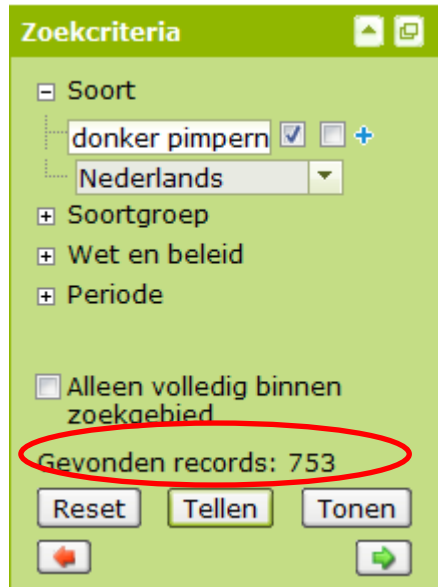 Zoekcriteria
Soort
donker pimpern
Nederlands
Soortgroep
Wet en beleid
Periode
Alleen volledig binnen
zoekgebied
Gevonden records: 753
Reset Tellen Tonen